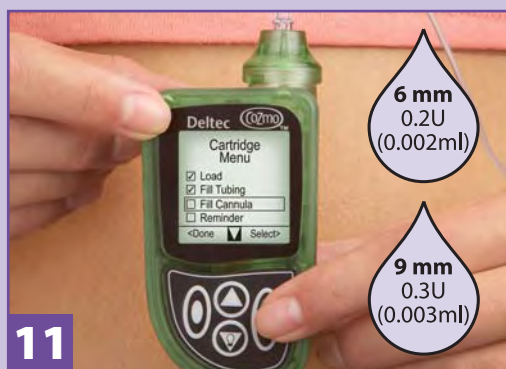 Deltec CoZmo™
Cartridge
Menu
☑ Load
☑ Fill Tubing
☐ Fill Cannula
☐ Reminder
<Done Select>
6 mm
0.2U
(0.002ml)
9 mm
0.3U
(0.003ml)
11